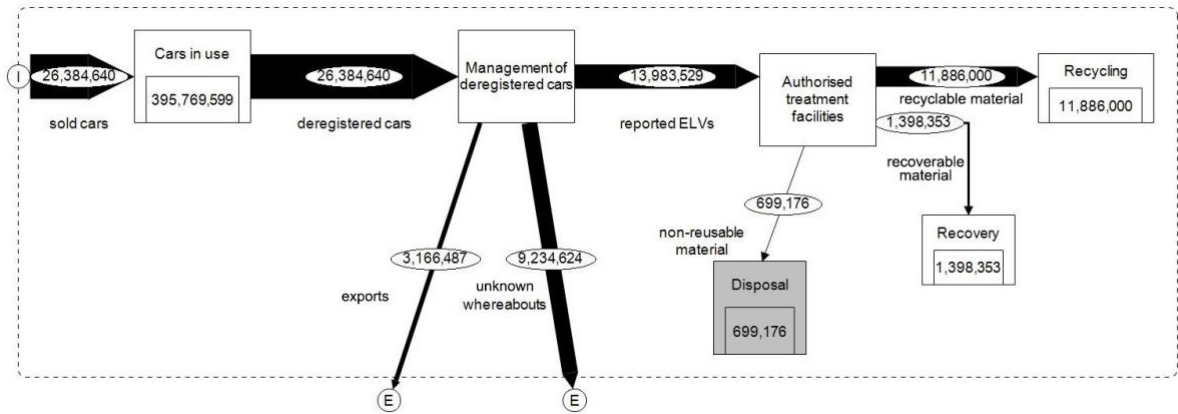 I
26,384,640
sold cars
Cars in use
395,769,599
26,384,640
deregistered cars
Management of
deregistered cars
13,983,529
reported ELVs
Authorised
treatment
facilities
11,886,000
recyclable material
Recycling
11,886,000
1,398,353
recoverable
material
Recovery
1,398,353
699,176
non-reusable
material
Disposal
699,176
3,166,487
exports
9,234,624
unknown
whereabouts
E
E